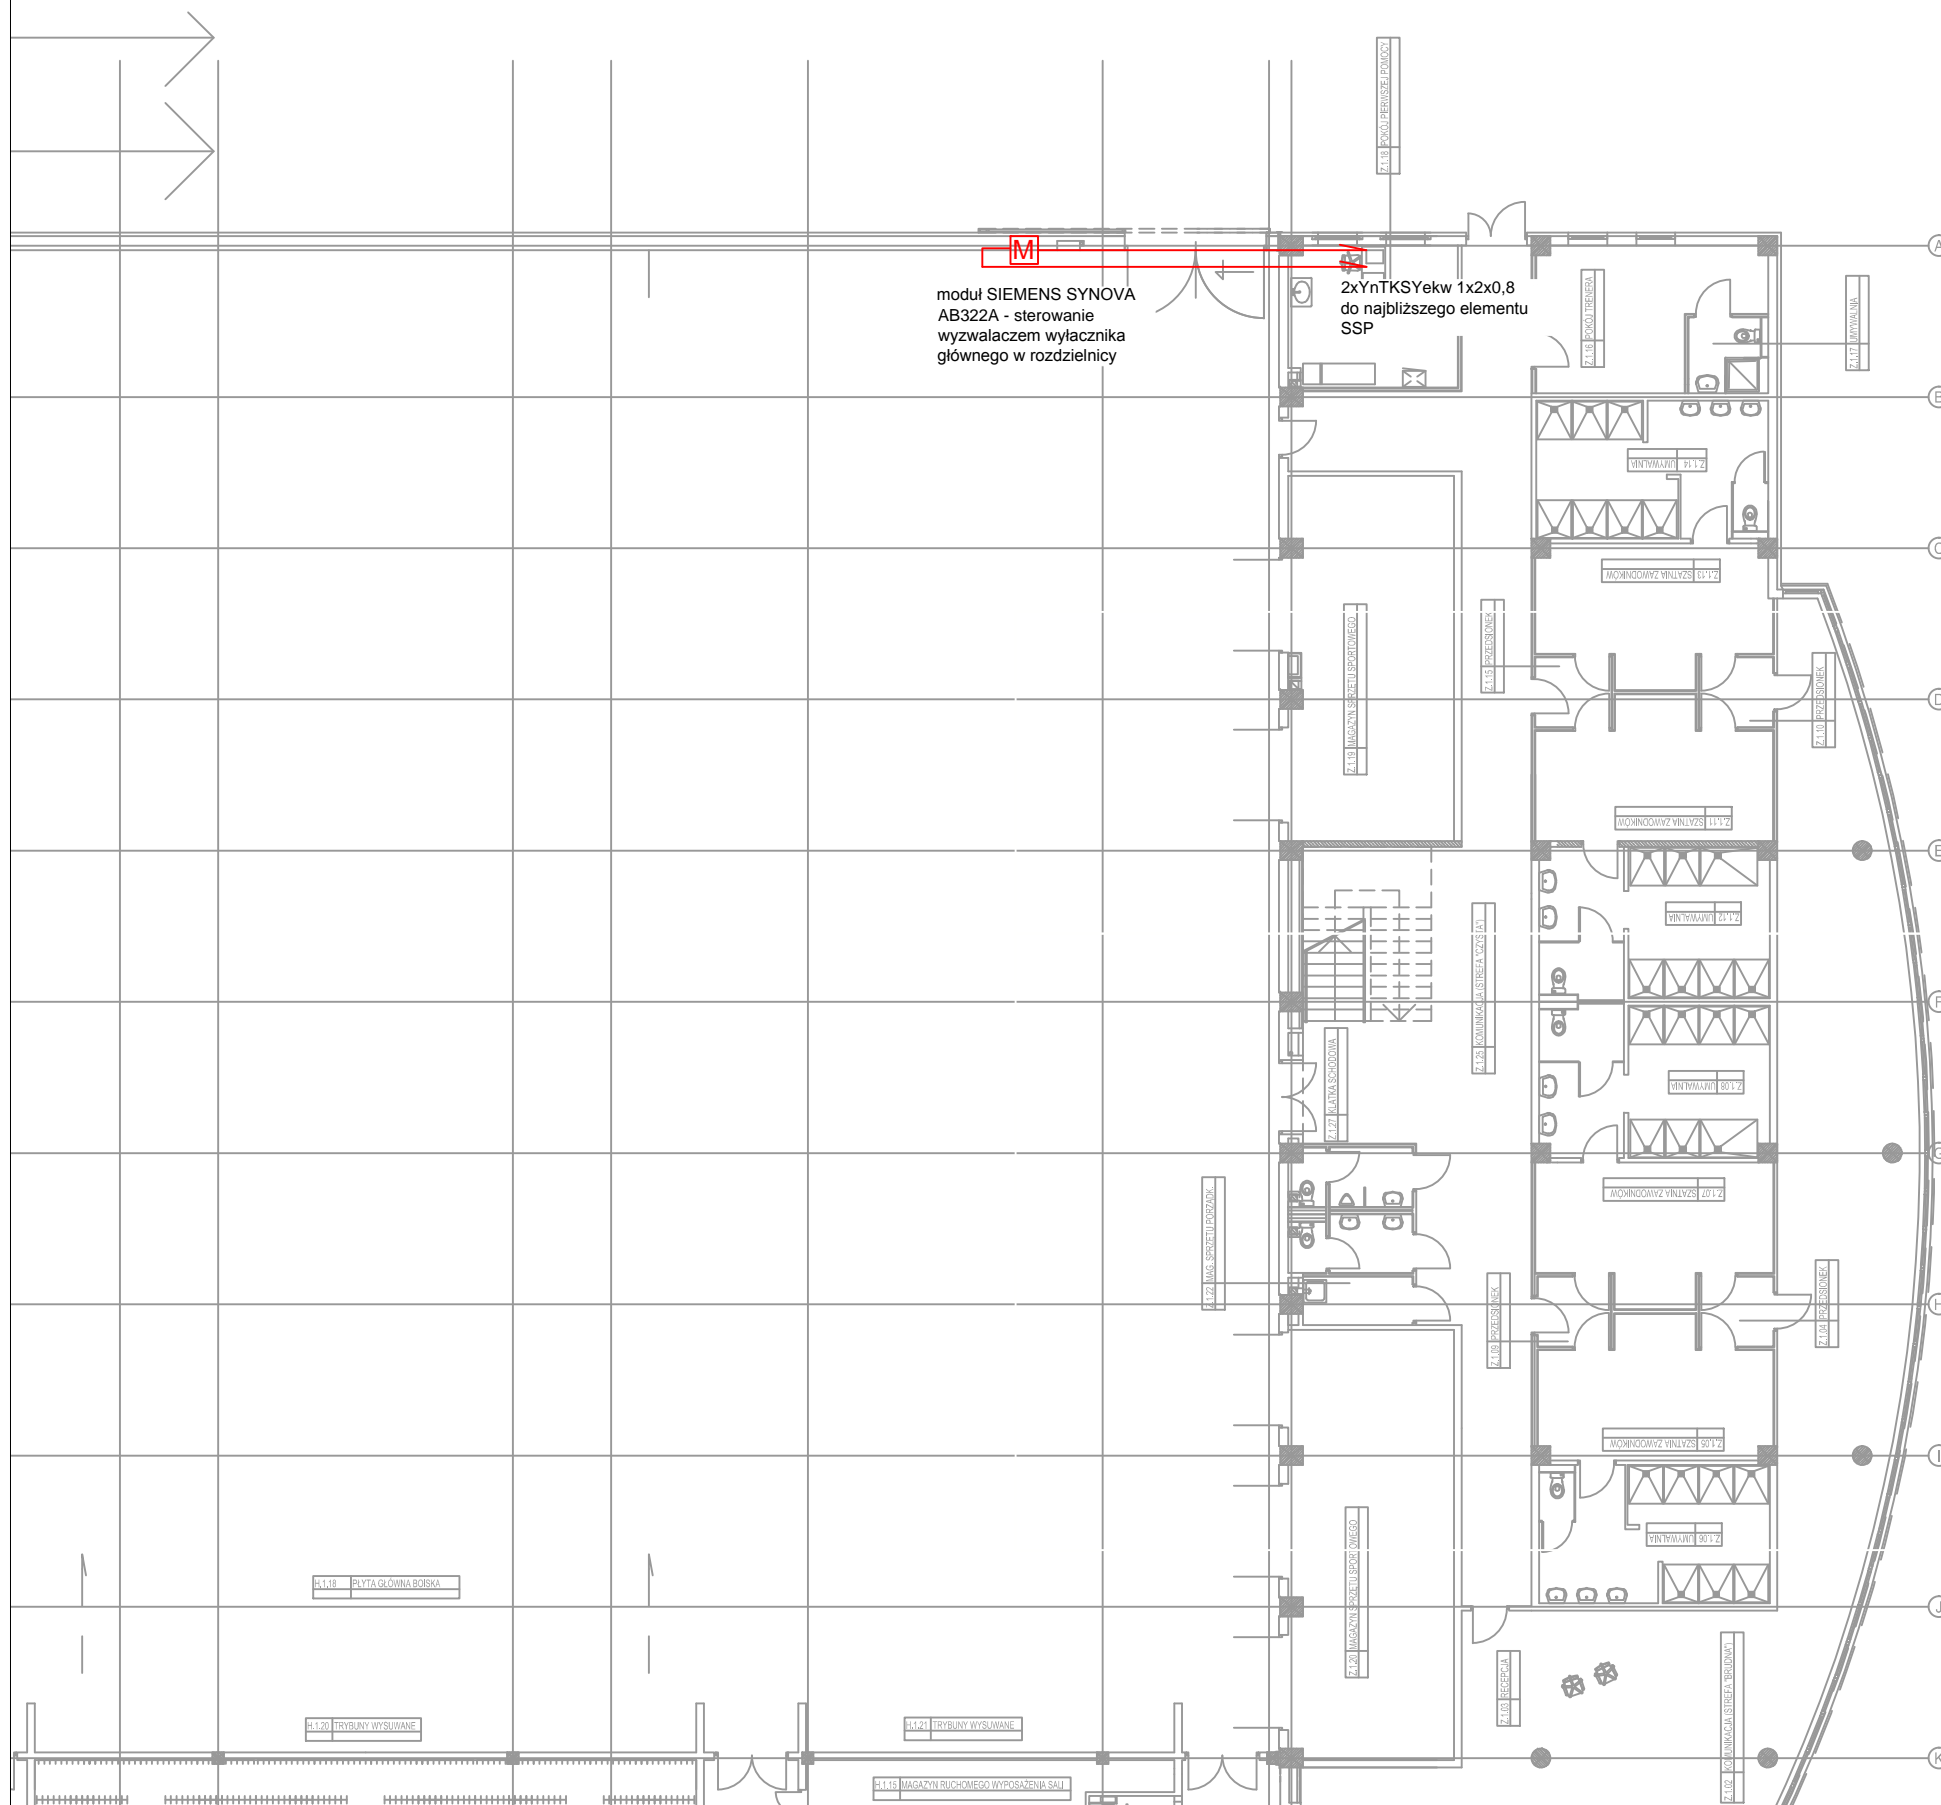 Z.1.18 POKÓJ PIERWSZEJ POMOCY
A
M
moduł SIEMENS SYNOVA
AB322A - sterowanie
wyzwalaczem wyłacznika
głównego w rozdzielnicy
2xYnTKSYekw 1x2x0,8
do najbliższego elementu
SSP
Z.1.16 POKÓJ TRENERA
Z.1.17 UMYWALNIA
B
Z.1.14 UMYWALNIA
C
Z.1.13 SZATNIA ZAWODNIKÓW
Z.1.19 MAGAZYN SPRZĘTU SPORTOWEGO
Z.1.15 PRZEDSIONEK
Z.1.10 PRZEDSIONEK
D
Z.1.11 SZATNIA ZAWODNIKÓW
E
Z.1.12 UMYWALNIA
Z.1.25 KOMUNIKACJA (STREFA "CZYSTA")
F
Z.1.27 KLATKA SCHODOWA
Z.1.08 UMYWALNIA
G
Z.1.07 SZATNIA ZAWODNIKÓW
Z.1.22 MAG. SPRZĘTU PORZĄDK.
H
Z.1.09 PRZEDSIONEK
Z.1.04 PRZEDSIONEK
Z.1.05 SZATNIA ZAWODNIKÓW
I
Z.1.20 MAGAZYN SPRZĘTU SPORTOWEGO
Z.1.06 UMYWALNIA
H.1.18 PŁYTA GŁÓWNA BOISKA
J
Z.1.03 RECEPCJA
Z.1.02 KOMUNIKACJA (STREFA "BRUDNA")
H.1.20 TRYBUNY WYSUWANE
H.1.21 TRYBUNY WYSUWANE
K
H.1.15 MAGAZYN RUCHOMEGO WYPOSAŻENIA SALI